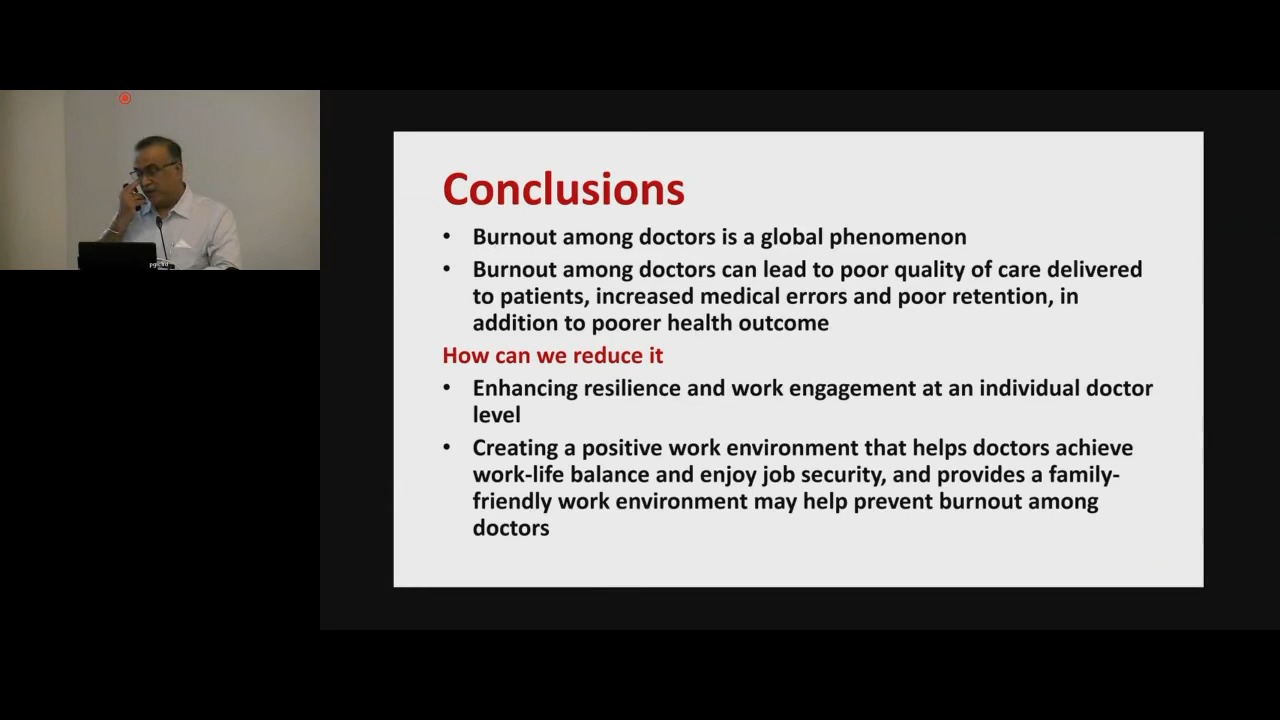 Conclusions
• Burnout among doctors is a global phenomenon
• Burnout among doctors can lead to poor quality of care delivered
to patients, increased medical errors and poor retention, in
addition to poorer health outcome
How can we reduce it
• Enhancing resilience and work engagement at an individual doctor
level
• Creating a positive work environment that helps doctors achieve
work-life balance and enjoy job security, and provides a family-
friendly work environment may help prevent burnout among
doctors